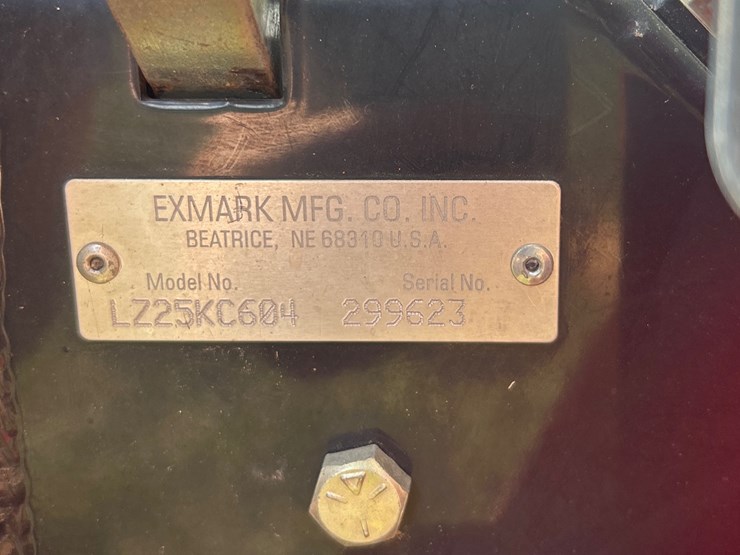 EXMARK MFG. CO. INC.
BEATRICE, NE 68310 U.S.A.
Model No. Serial No.
LZ25KC604 299623